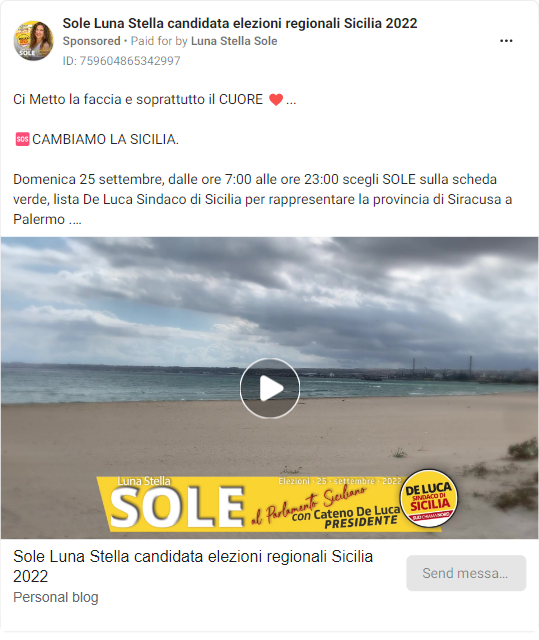 Sole Luna Stella candidata elezioni regionali Sicilia 2022
Sponsored • Paid for by Luna Stella Sole
ID: 759604865342997
Ci Metto la faccia e soprattutto il CUORE ❤️ ...
🆘 CAMBIAMO LA SICILIA.
Domenica 25 settembre, dalle ore 7:00 alle ore 23:00 scegli SOLE sulla scheda
verde, lista De Luca Sindaco di Sicilia per rappresentare la provincia di Siracusa a
Palermo ....
Luna Stella
SOLE
Elezioni - 25 - settembre - 2022
al Parlamento Siciliano
con Cateno De Luca
PRESIDENTE
DE LUCA
SINDACO DI
SICILIA
Sole Luna Stella candidata elezioni regionali Sicilia
2022
Personal blog
Send messa...